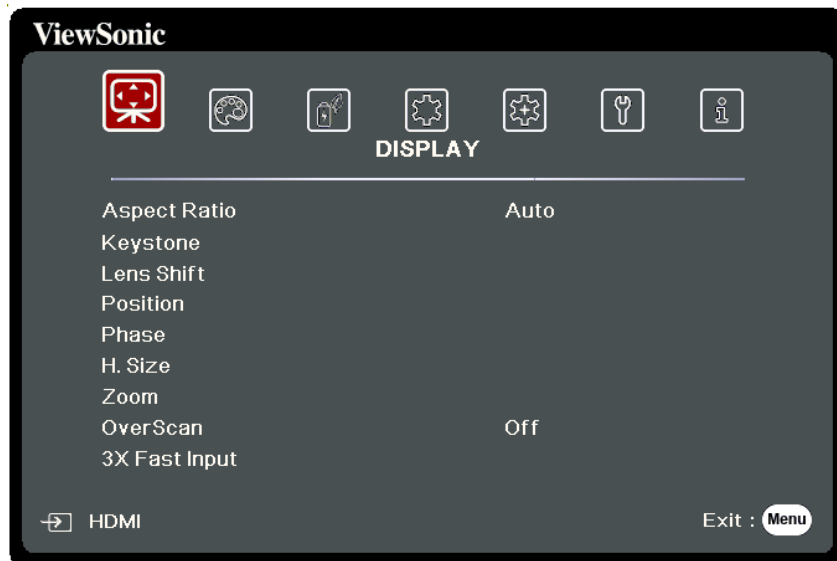 ViewSonic
DISPLAY
Aspect Ratio Auto
Keystone
Lens Shift
Position
Phase
H. Size
Zoom
OverScan Off
3X Fast Input
HDMI Exit : Menu